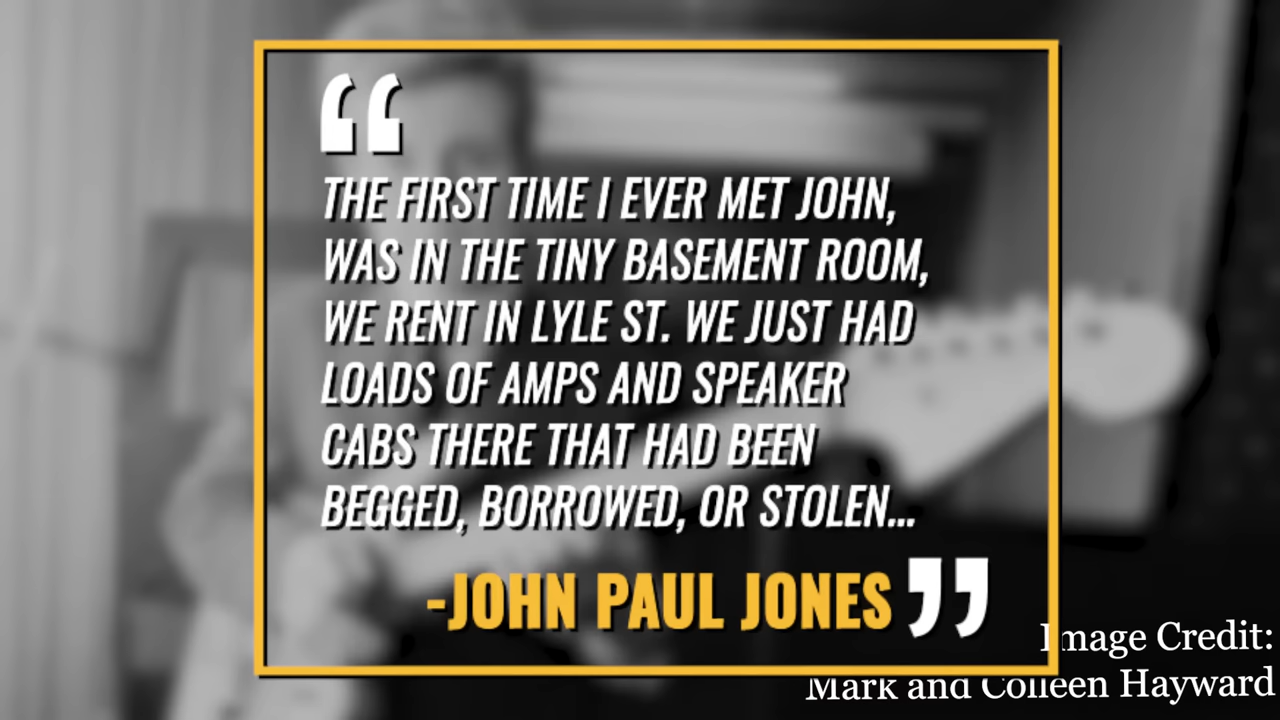 “
THE FIRST TIME I EVER MET JOHN,
WAS IN THE TINY BASEMENT ROOM,
WE RENT IN LYLE ST. WE JUST HAD
LOADS OF AMPS AND SPEAKER
CABS THERE THAT HAD BEEN
BEGGED, BORROWED, OR STOLEN...
-JOHN PAUL JONES ”
Image Credit:
Mark and Colleen Hayward